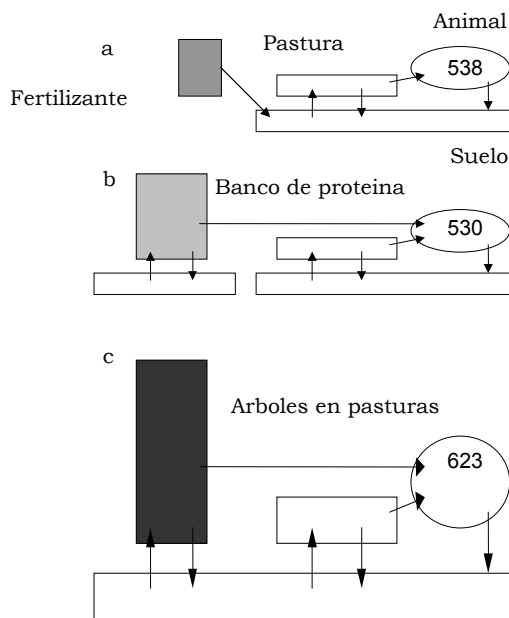 Animal
a
Pastura
538
Fertilizante
Suelo
b
Banco de proteina
530
c
Arboles en pasturas
623